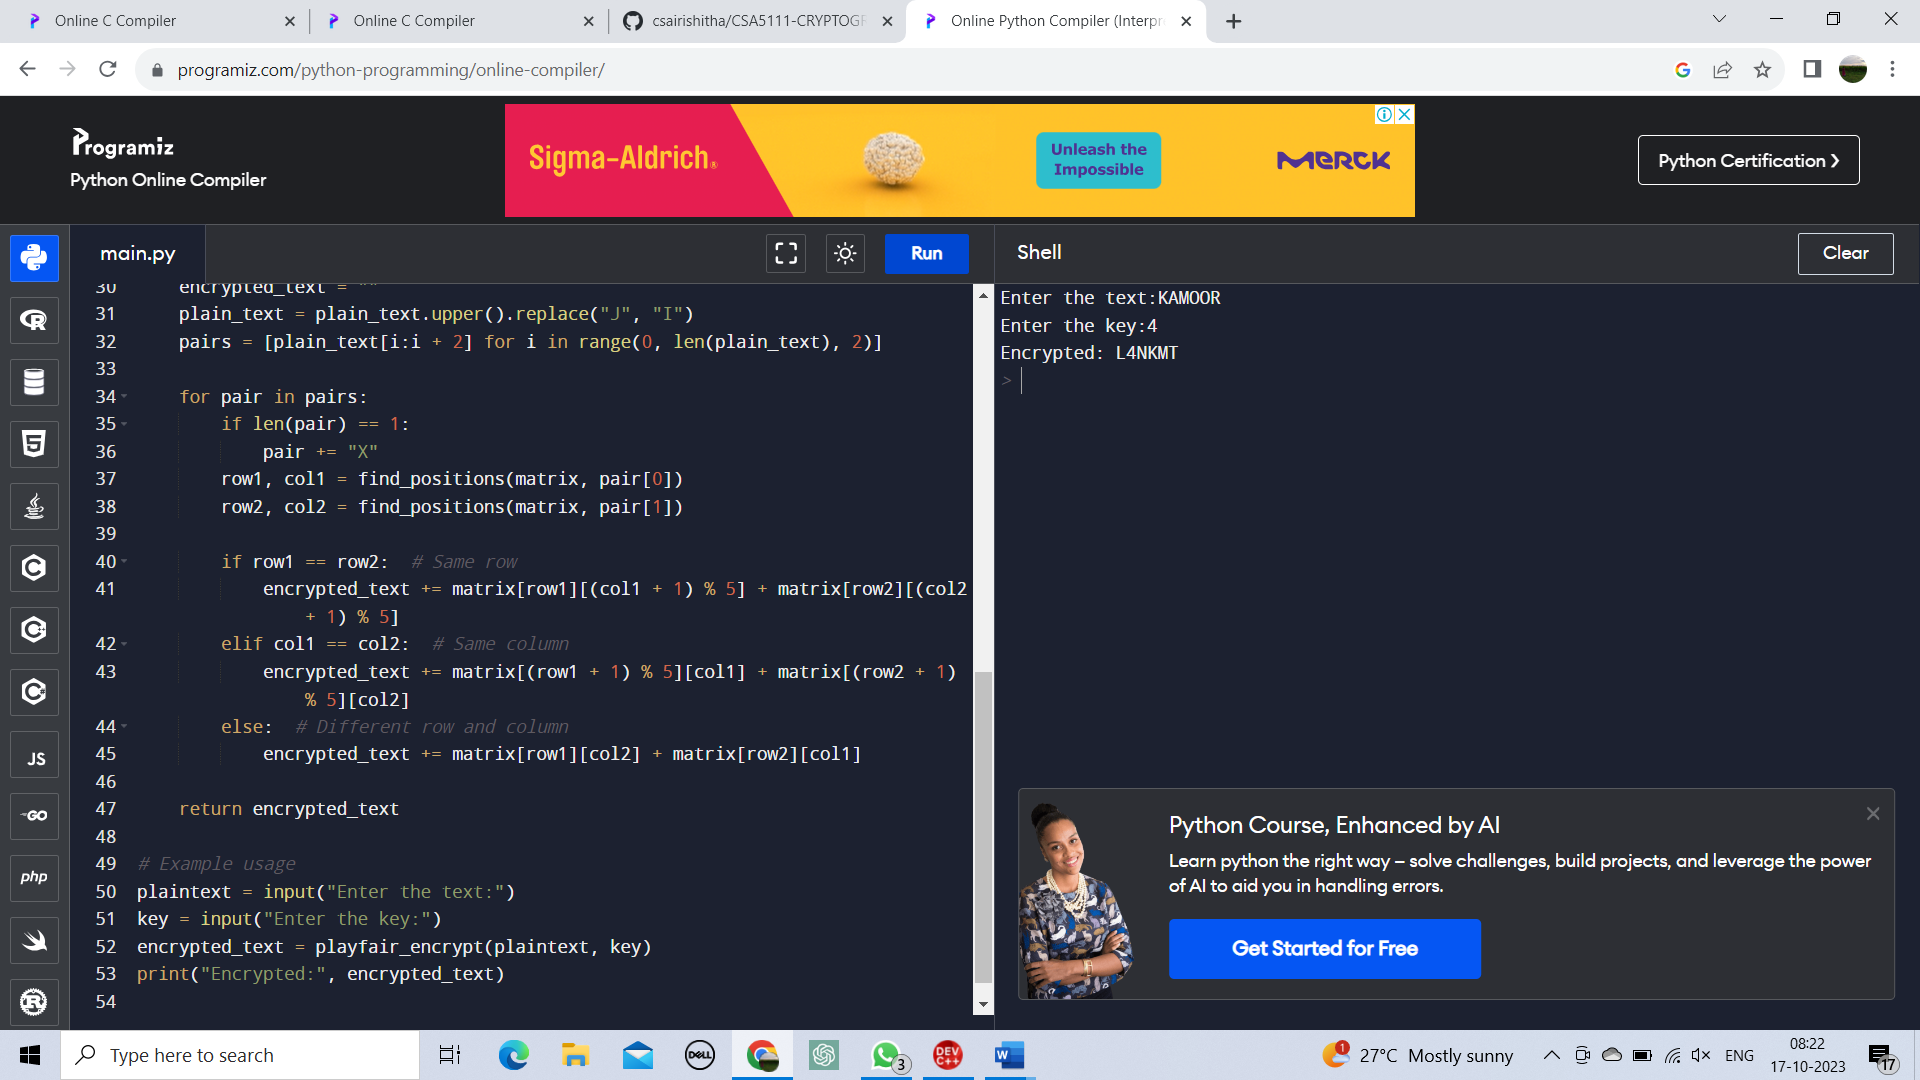 Online C Compiler
Online C Compiler
csairishitha/CSA5111-CRYPTOGR
Online Python Compiler (Interpre
programiz.com/python-programming/online-compiler/
Programiz
Python Online Compiler
Sigma-Aldrich®
Unleash the
Impossible
MERCK
Python Certification ❯
main.py
Run
Shell
Clear
30 encrypted_text = ""
31 plain_text = plain_text.upper().replace("J", "I")
32 pairs = [plain_text[i:i + 2] for i in range(0, len(plain_text), 2)]
33
34 for pair in pairs:
35 if len(pair) == 1:
36 pair += "X"
37 row1, col1 = find_positions(matrix, pair[0])
38 row2, col2 = find_positions(matrix, pair[1])
39
40 if row1 == row2:  # Same row
41 encrypted_text += matrix[row1][(col1 + 1) % 5] + matrix[row2][(col2
+ 1) % 5]
42 elif col1 == col2:  # Same column
43 encrypted_text += matrix[(row1 + 1) % 5][col1] + matrix[(row2 + 1)
% 5][col2]
44 else:  # Different row and column
45 encrypted_text += matrix[row1][col2] + matrix[row2][col1]
46
47 return encrypted_text
48
49 # Example usage
50 plaintext = input("Enter the text:")
51 key = input("Enter the key:")
52 encrypted_text = playfair_encrypt(plaintext, key)
53 print("Encrypted:", encrypted_text)
54
Enter the text:KAMOOR
Enter the key:4
Encrypted: L4NKMT
>
Python Course, Enhanced by AI
Learn python the right way – solve challenges, build projects, and leverage the power
of AI to aid you in handling errors.
Get Started for Free
JS
GO
php
Type here to search
DELL
3
DEV
C++
W
1
27°C Mostly sunny
ENG
08:22
17-10-2023
17